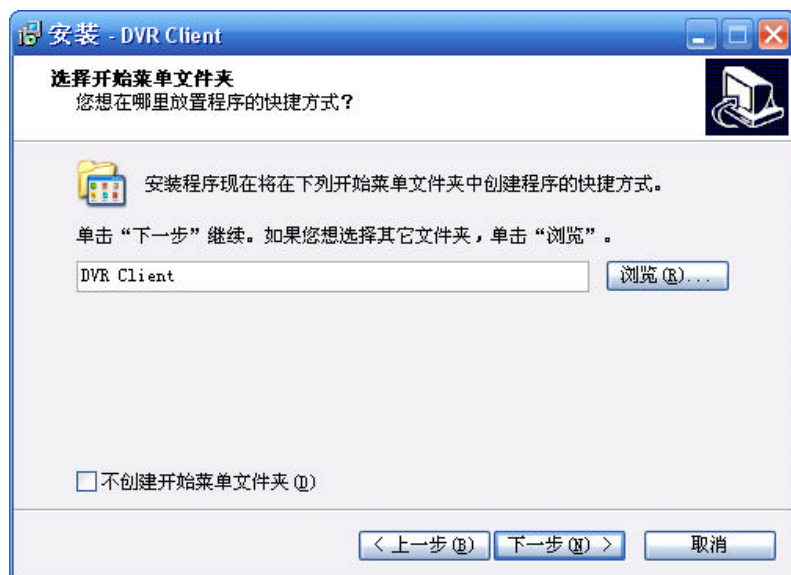 安装 - DVR Client
选择开始菜单文件夹
您想在哪里放置程序的快捷方式？
安装程序现在将在下列开始菜单文件夹中创建程序的快捷方式。
单击“下一步”继续。如果您想选择其它文件夹，单击“浏览”。
DVR Client
浏览(R)...
不创建开始菜单文件夹(D)
< 上一步(B)
下一步(N) >
取消